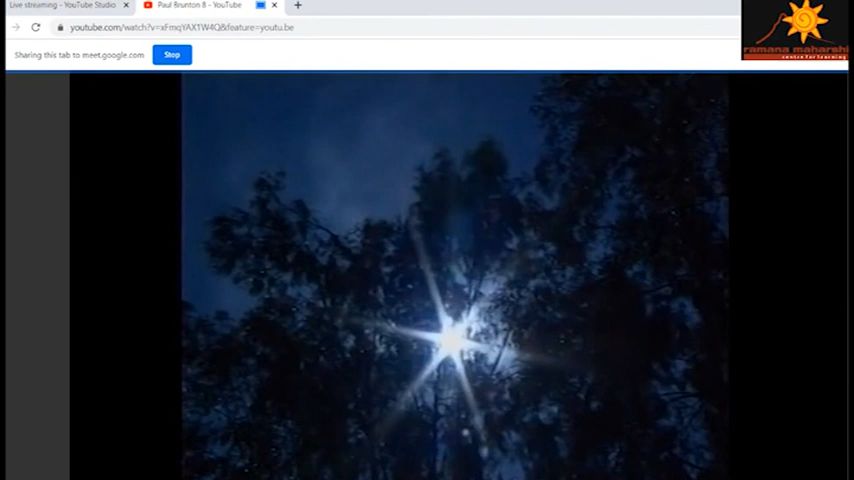 Live streaming - YouTube Studio
Paul Brunton 8 - YouTube
youtube.com/watch?v=xFmqYAX1W4Q&feature=youtu.be
Sharing this tab to meet.google.com
Stop
ramana maharshi
centre for learning